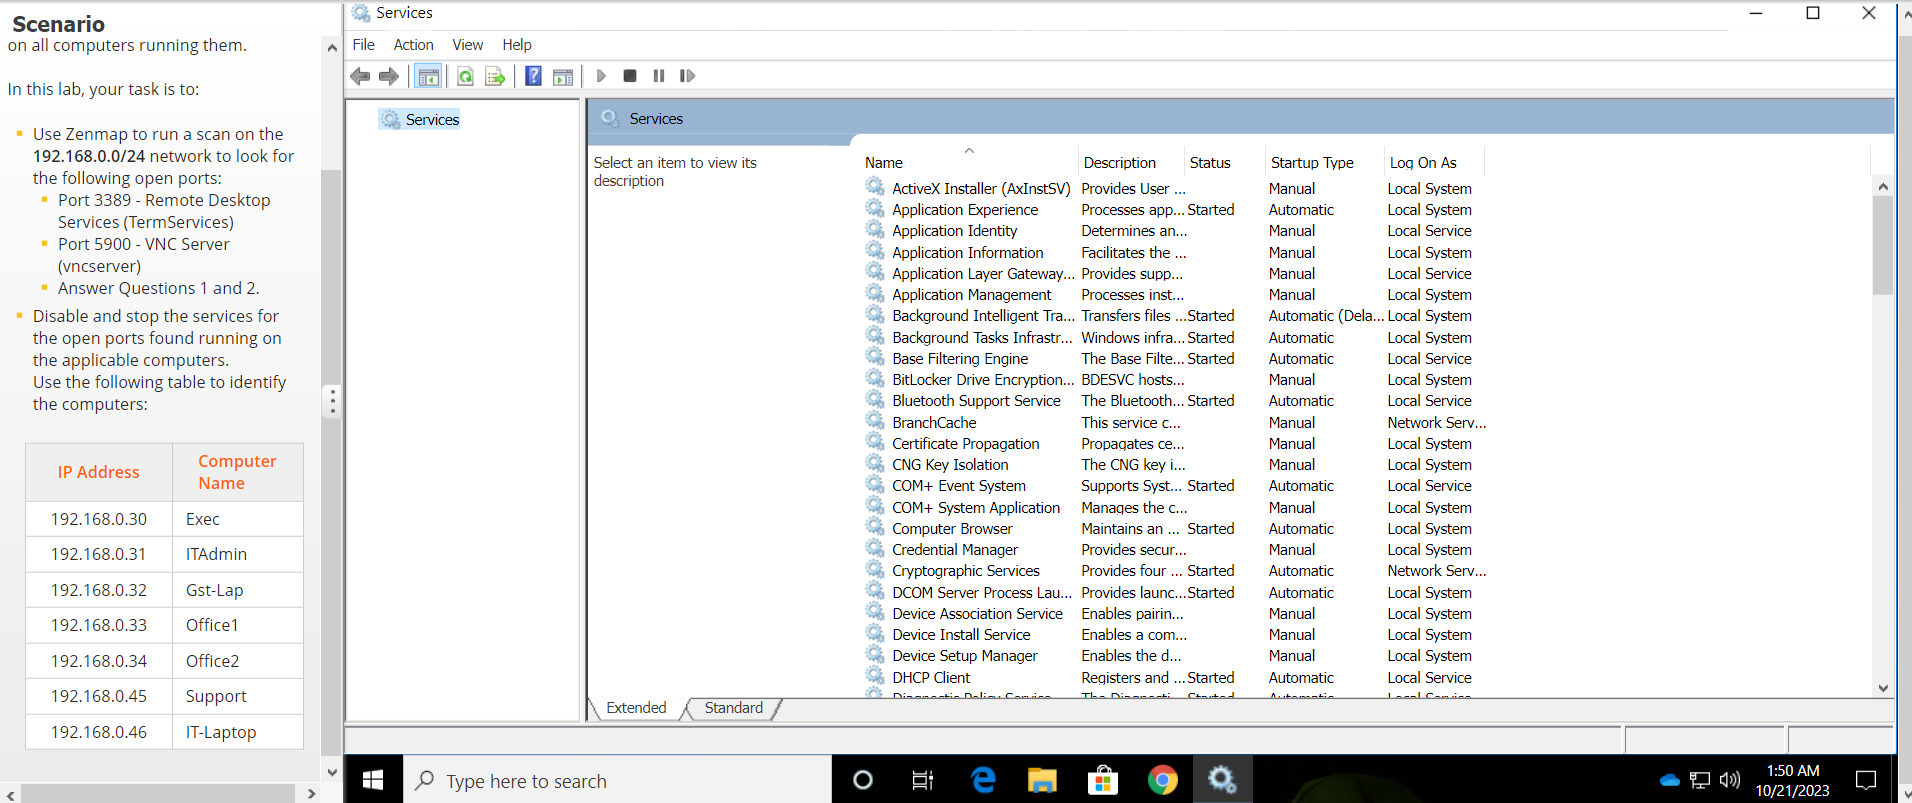 Scenario
on all computers running them.
In this lab, your task is to:
Use Zenmap to run a scan on the
192.168.0.0/24 network to look for
the following open ports:
Port 3389 - Remote Desktop
Services (TermServices)
Port 5900 - VNC Server
(vncserver)
Answer Questions 1 and 2.
Disable and stop the services for
the open ports found running on
the applicable computers.
Use the following table to identify
the computers:
IP Address Computer Name
192.168.0.30 Exec
192.168.0.31 ITAdmin
192.168.0.32 Gst-Lap
192.168.0.33 Office1
192.168.0.34 Office2
192.168.0.45 Support
192.168.0.46 IT-Laptop
Services
File Action View Help
Services
Services
Select an item to view its
description
Name Description Status Startup Type Log On As
ActiveX Installer (AxInstSV) Provides User ... Manual Local System
Application Experience Processes app... Started Automatic Local System
Application Identity Determines an... Manual Local Service
Application Information Facilitates the ... Manual Local System
Application Layer Gateway... Provides supp... Manual Local Service
Application Management Processes inst... Manual Local System
Background Intelligent Tra... Transfers files ... Started Automatic (Dela... Local System
Background Tasks Infrastr... Windows infra... Started Automatic Local System
Base Filtering Engine The Base Filte... Started Automatic Local Service
BitLocker Drive Encryption... BDESVC hosts... Manual Local System
Bluetooth Support Service The Bluetooth... Started Automatic Local Service
BranchCache This service c... Manual Network Serv...
Certificate Propagation Propagates ce... Manual Local System
CNG Key Isolation The CNG key i... Manual Local System
COM+ Event System Supports Syst... Started Automatic Local Service
COM+ System Application Manages the c... Manual Local System
Computer Browser Maintains an ... Started Automatic Local System
Credential Manager Provides secur... Manual Local System
Cryptographic Services Provides four ... Started Automatic Network Serv...
DCOM Server Process Lau... Provides launc... Started Automatic Local System
Device Association Service Enables pairin... Manual Local System
Device Install Service Enables a com... Manual Local System
Device Setup Manager Enables the d... Manual Local System
DHCP Client Registers and ... Started Automatic Local Service
Diagnostic Policy Service The Diagnosti... Started Automatic Local Service
Extended Standard
Type here to search
1:50 AM
10/21/2023